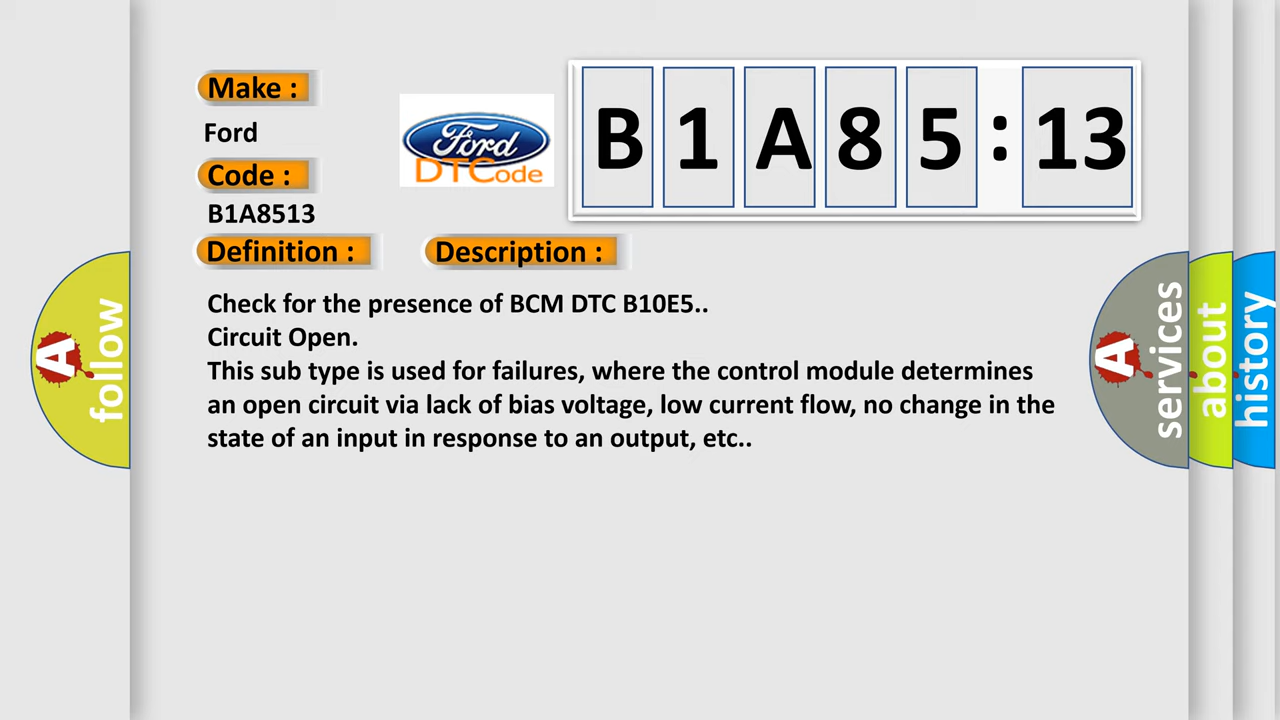 Make :
Ford
Code :
B1A8513
Ford
DTCode
B1A85:13
Definition :
Description :
Check for the presence of BCM DTC B10E5..
Circuit Open.
This sub type is used for failures, where the control module determines
an open circuit via lack of bias voltage, low current flow, no change in the
state of an input in response to an output, etc..
A follow
A services
about
history